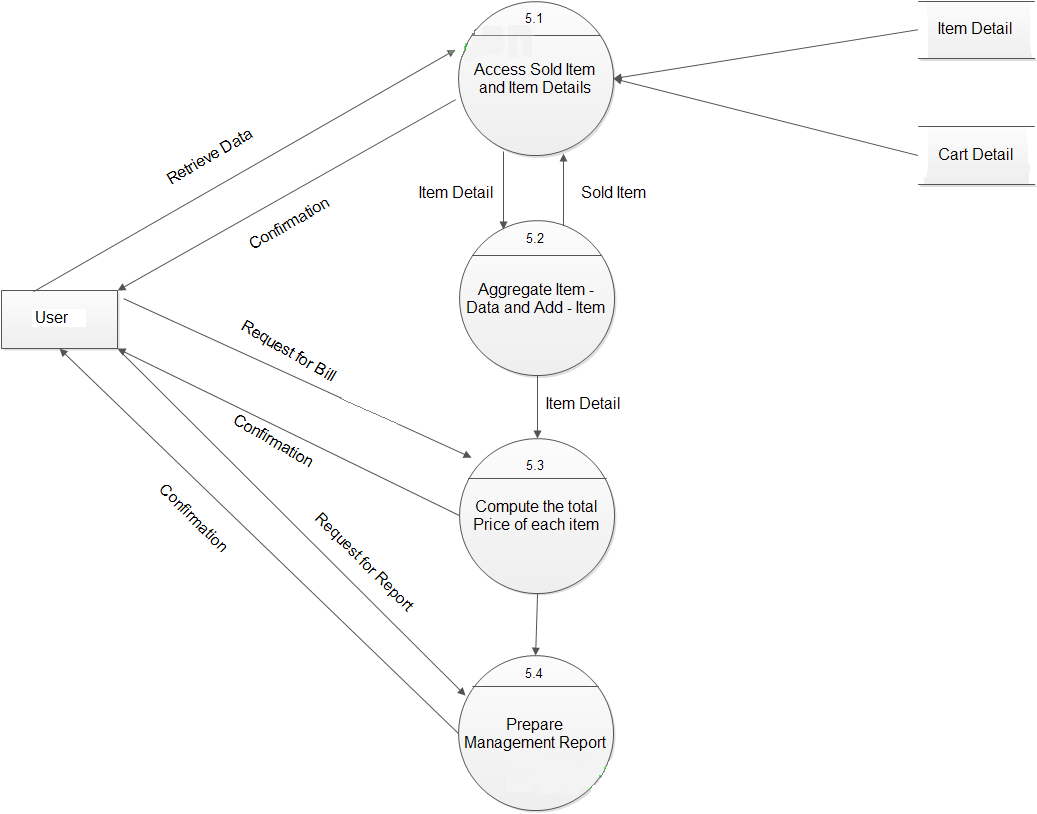 5.1
Access Sold Item
and Item Details
Item Detail
Cart Detail
Retrieve Data
Confirmation
Item Detail
Sold Item
5.2
Aggregate Item -
Data and Add - Item
User
Request for Bill
Confirmation
Item Detail
5.3
Compute the total
Price of each item
Confirmation
Request for Report
5.4
Prepare
Management Report